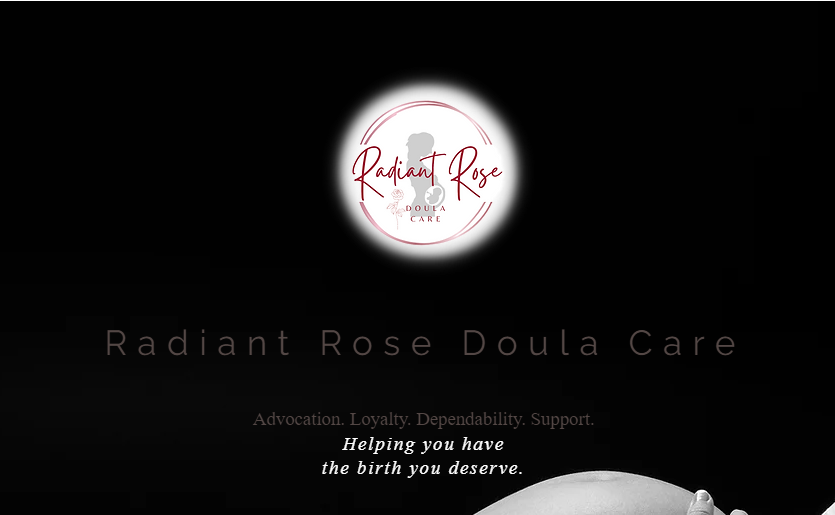 Radiant Rose
DOULA
CARE
Radiant Rose Doula Care
Advocation. Loyalty. Dependability. Support.
Helping you have
the birth you deserve.